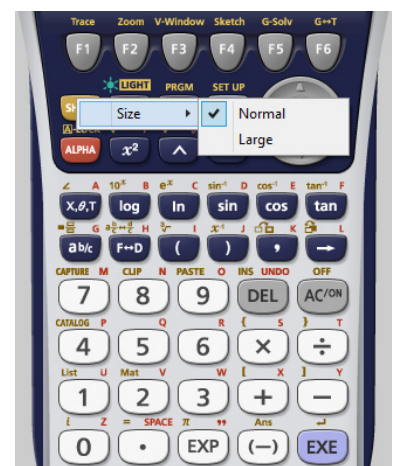 Trace Zoom V-Window Sketch G-Solv G↔T
F1 F2 F3 F4 F5 F6
LIGHT PRGM SET UP
SH Size Normal
Large
ALPHA x² ^
∠ A 10ˣ B eˣ C sin⁻¹ D cos⁻¹ E tan⁻¹ F
X,θ,T log ln sin cos tan
G H I x⁻¹ J K L
a b/c F↔D ( ) , →
CAPTURE M CLIP N PASTE O INS UNDO OFF
7 8 9 DEL AC/ON
CATALOG P Q R { S } T
4 5 6 × ÷
List U Mat V W [ X ] Y
1 2 3 + −
i Z = SPACE π " Ans ↵
0 • EXP (−) EXE